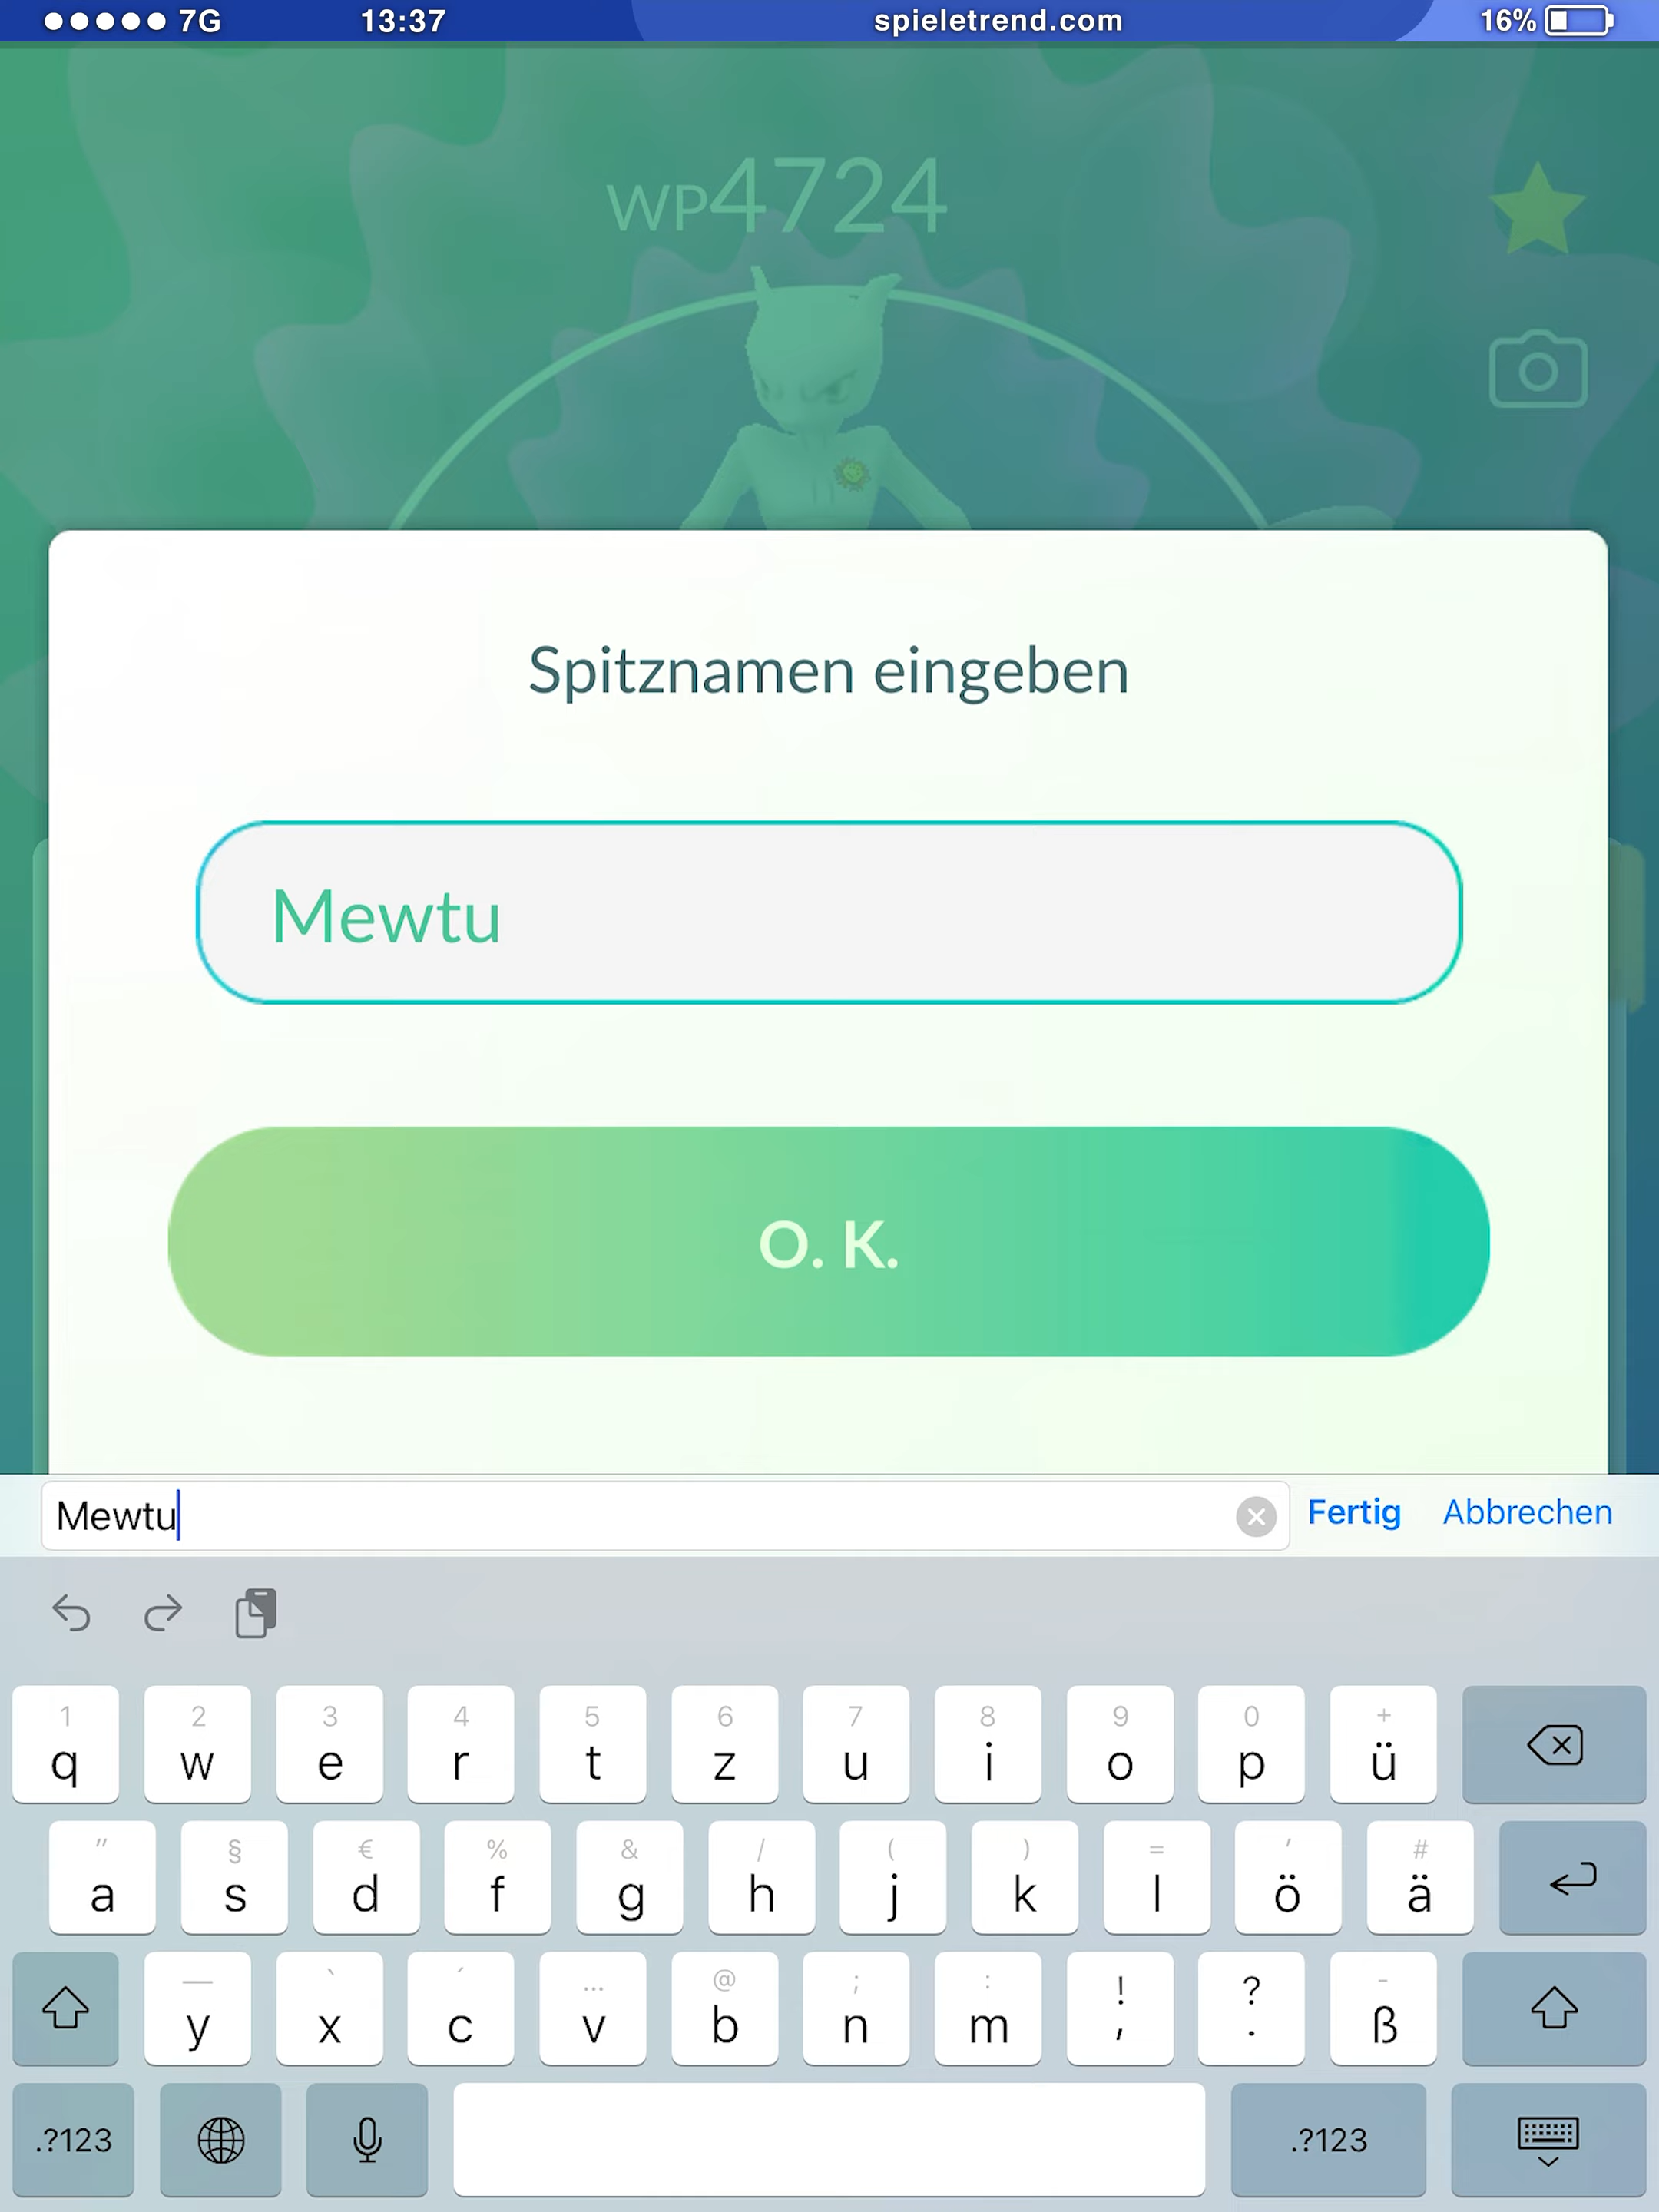 7G 13:37 spieletrend.com 16%
WP4724
Spitznamen eingeben
Mewtu
O. K.
Mewtu Fertig Abbrechen
1 2 3 4 5 6 7 8 9 0 +
q w e r t z u i o p ü
" § € % & / ( ) = ' #
a s d f g h j k l ö ä
— ` ´ … @ ; : ! ? -
y x c v b n m , . ß
.?123 .?123